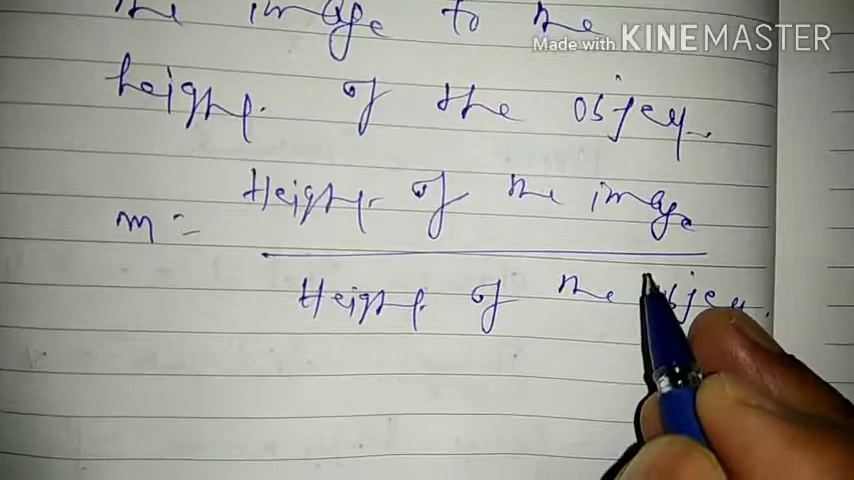 the image to the
Made with KINEMASTER
height of the object
Height of the image
m =
Height of the object